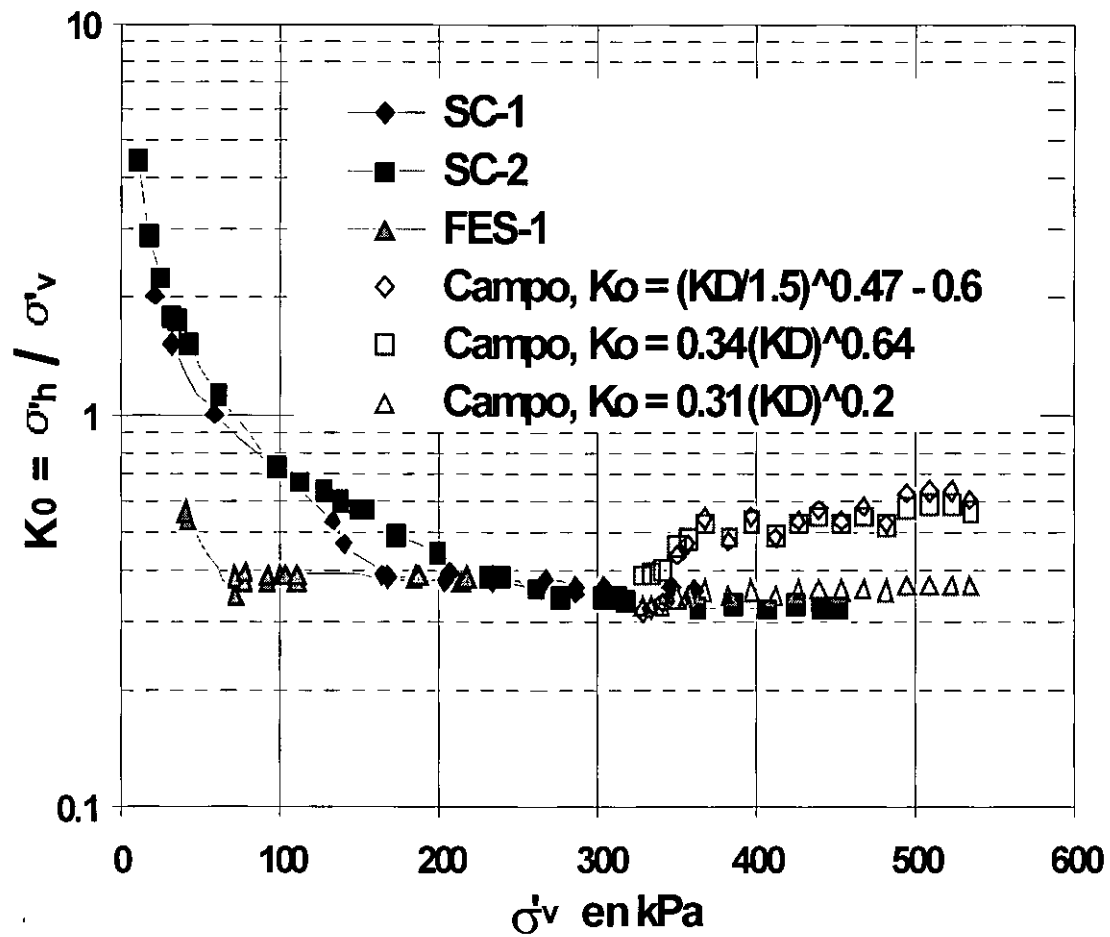 10
SC-1
SC-2
FES-1
Campo, Ko = (KD/1.5)^0.47 - 0.6
Campo, Ko = 0.34(KD)^0.64
Campo, Ko = 0.31(KD)^0.2
K0 = σ'h / σ'v
1
0.1
0 100 200 300 400 500 600
σ'v en kPa